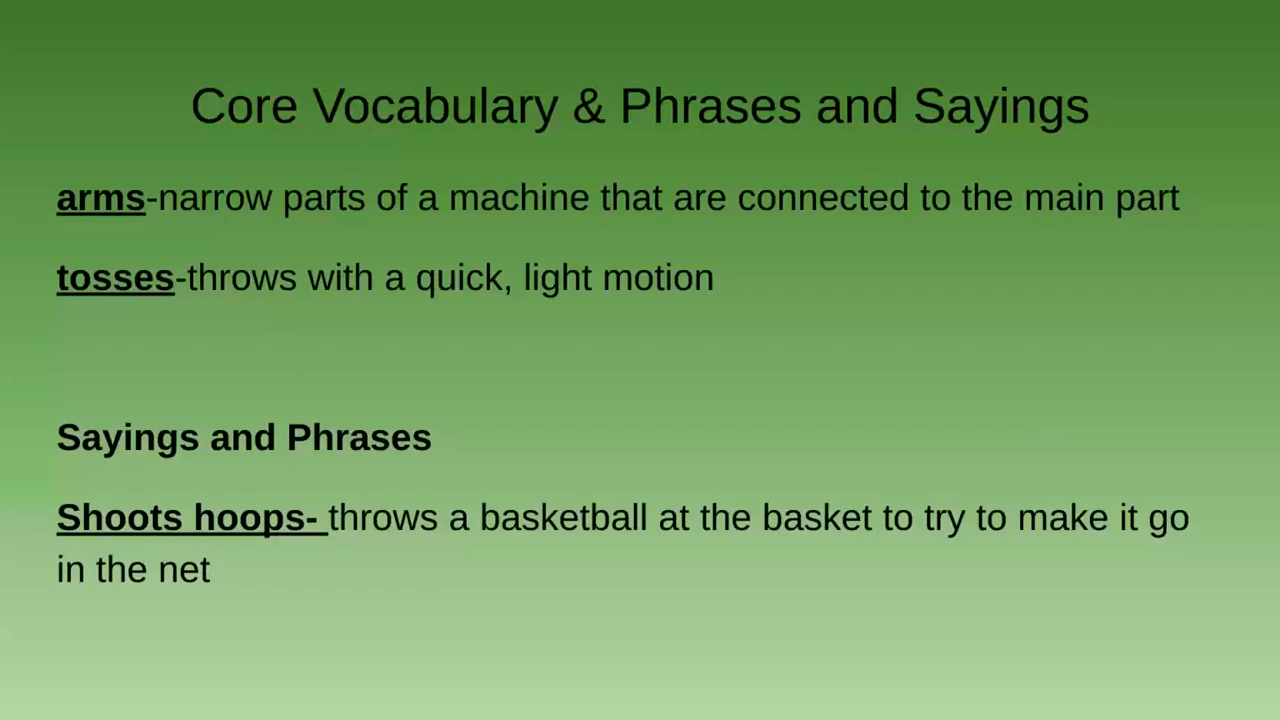 Core Vocabulary & Phrases and Sayings
arms-narrow parts of a machine that are connected to the main part
tosses-throws with a quick, light motion
Sayings and Phrases
Shoots hoops- throws a basketball at the basket to try to make it go
in the net